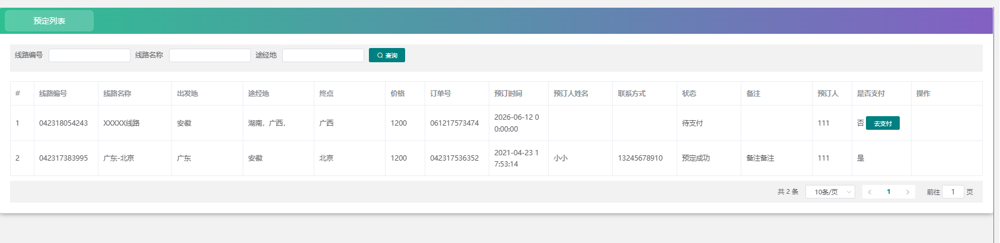 预定列表
线路编号 线路名称 途经地 查询
# 线路编号 线路名称 出发地 途经地 终点 价格 订单号 预订时间 预订人姓名 联系方式 状态 备注 预订人 是否支付 操作
1 042318054243 XXXXX线路 安徽 湖南，广西， 广西 1200 061217573474 2026-06-12 0 待支付 111 否 去支付
0:00:00
2 042317383995 广东-北京 广东 安徽 北京 1200 042317536352 2021-04-23 1 小小 13245678910 预定成功 备注备注 111 是
7:53:14
共 2 条 10条/页 1 前往 1 页